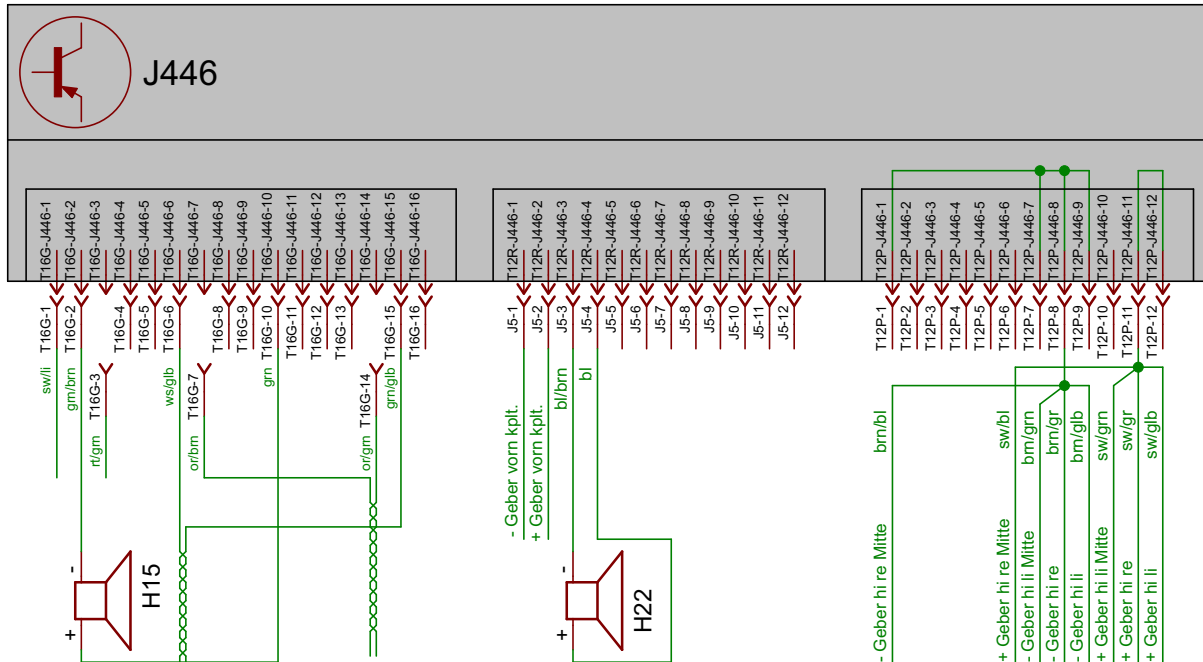 J446
T16G-J446-1
T16G-J446-2
T16G-J446-3
T16G-J446-4
T16G-J446-5
T16G-J446-6
T16G-J446-7
T16G-J446-8
T16G-J446-9
T16G-J446-10
T16G-J446-11
T16G-J446-12
T16G-J446-13
T16G-J446-14
T16G-J446-15
T16G-J446-16
T12R-J446-1
T12R-J446-2
T12R-J446-3
T12R-J446-4
T12R-J446-5
T12R-J446-6
T12R-J446-7
T12R-J446-8
T12R-J446-9
T12R-J446-10
T12R-J446-11
T12R-J446-12
T12P-J446-1
T12P-J446-2
T12P-J446-3
T12P-J446-4
T12P-J446-5
T12P-J446-6
T12P-J446-7
T12P-J446-8
T12P-J446-9
T12P-J446-10
T12P-J446-11
T12P-J446-12
T16G-1
T16G-2
T16G-3
T16G-4
T16G-5
T16G-6
T16G-7
T16G-8
T16G-9
T16G-10
T16G-11
T16G-12
T16G-13
T16G-14
T16G-15
T16G-16
J5-1
J5-2
J5-3
J5-4
J5-5
J5-6
J5-7
J5-8
J5-9
J5-10
J5-11
J5-12
T12P-1
T12P-2
T12P-3
T12P-4
T12P-5
T12P-6
T12P-7
T12P-8
T12P-9
T12P-10
T12P-11
T12P-12
sw/li
grn/brn
rt/grn
ws/glb
or/brn
grn
or/grn
grn/glb
- Geber vorn kplt.
+ Geber vorn kplt.
bl/brn
bl
brn/bl
sw/bl
brn/grn
brn/gr
brn/glb
sw/grn
sw/gr
sw/glb
- Geber hi re Mitte
+ Geber hi re Mitte
- Geber hi li Mitte
- Geber hi re
- Geber hi li
+ Geber hi li Mitte
+ Geber hi re
+ Geber hi li
-
+
H15
-
+
H22